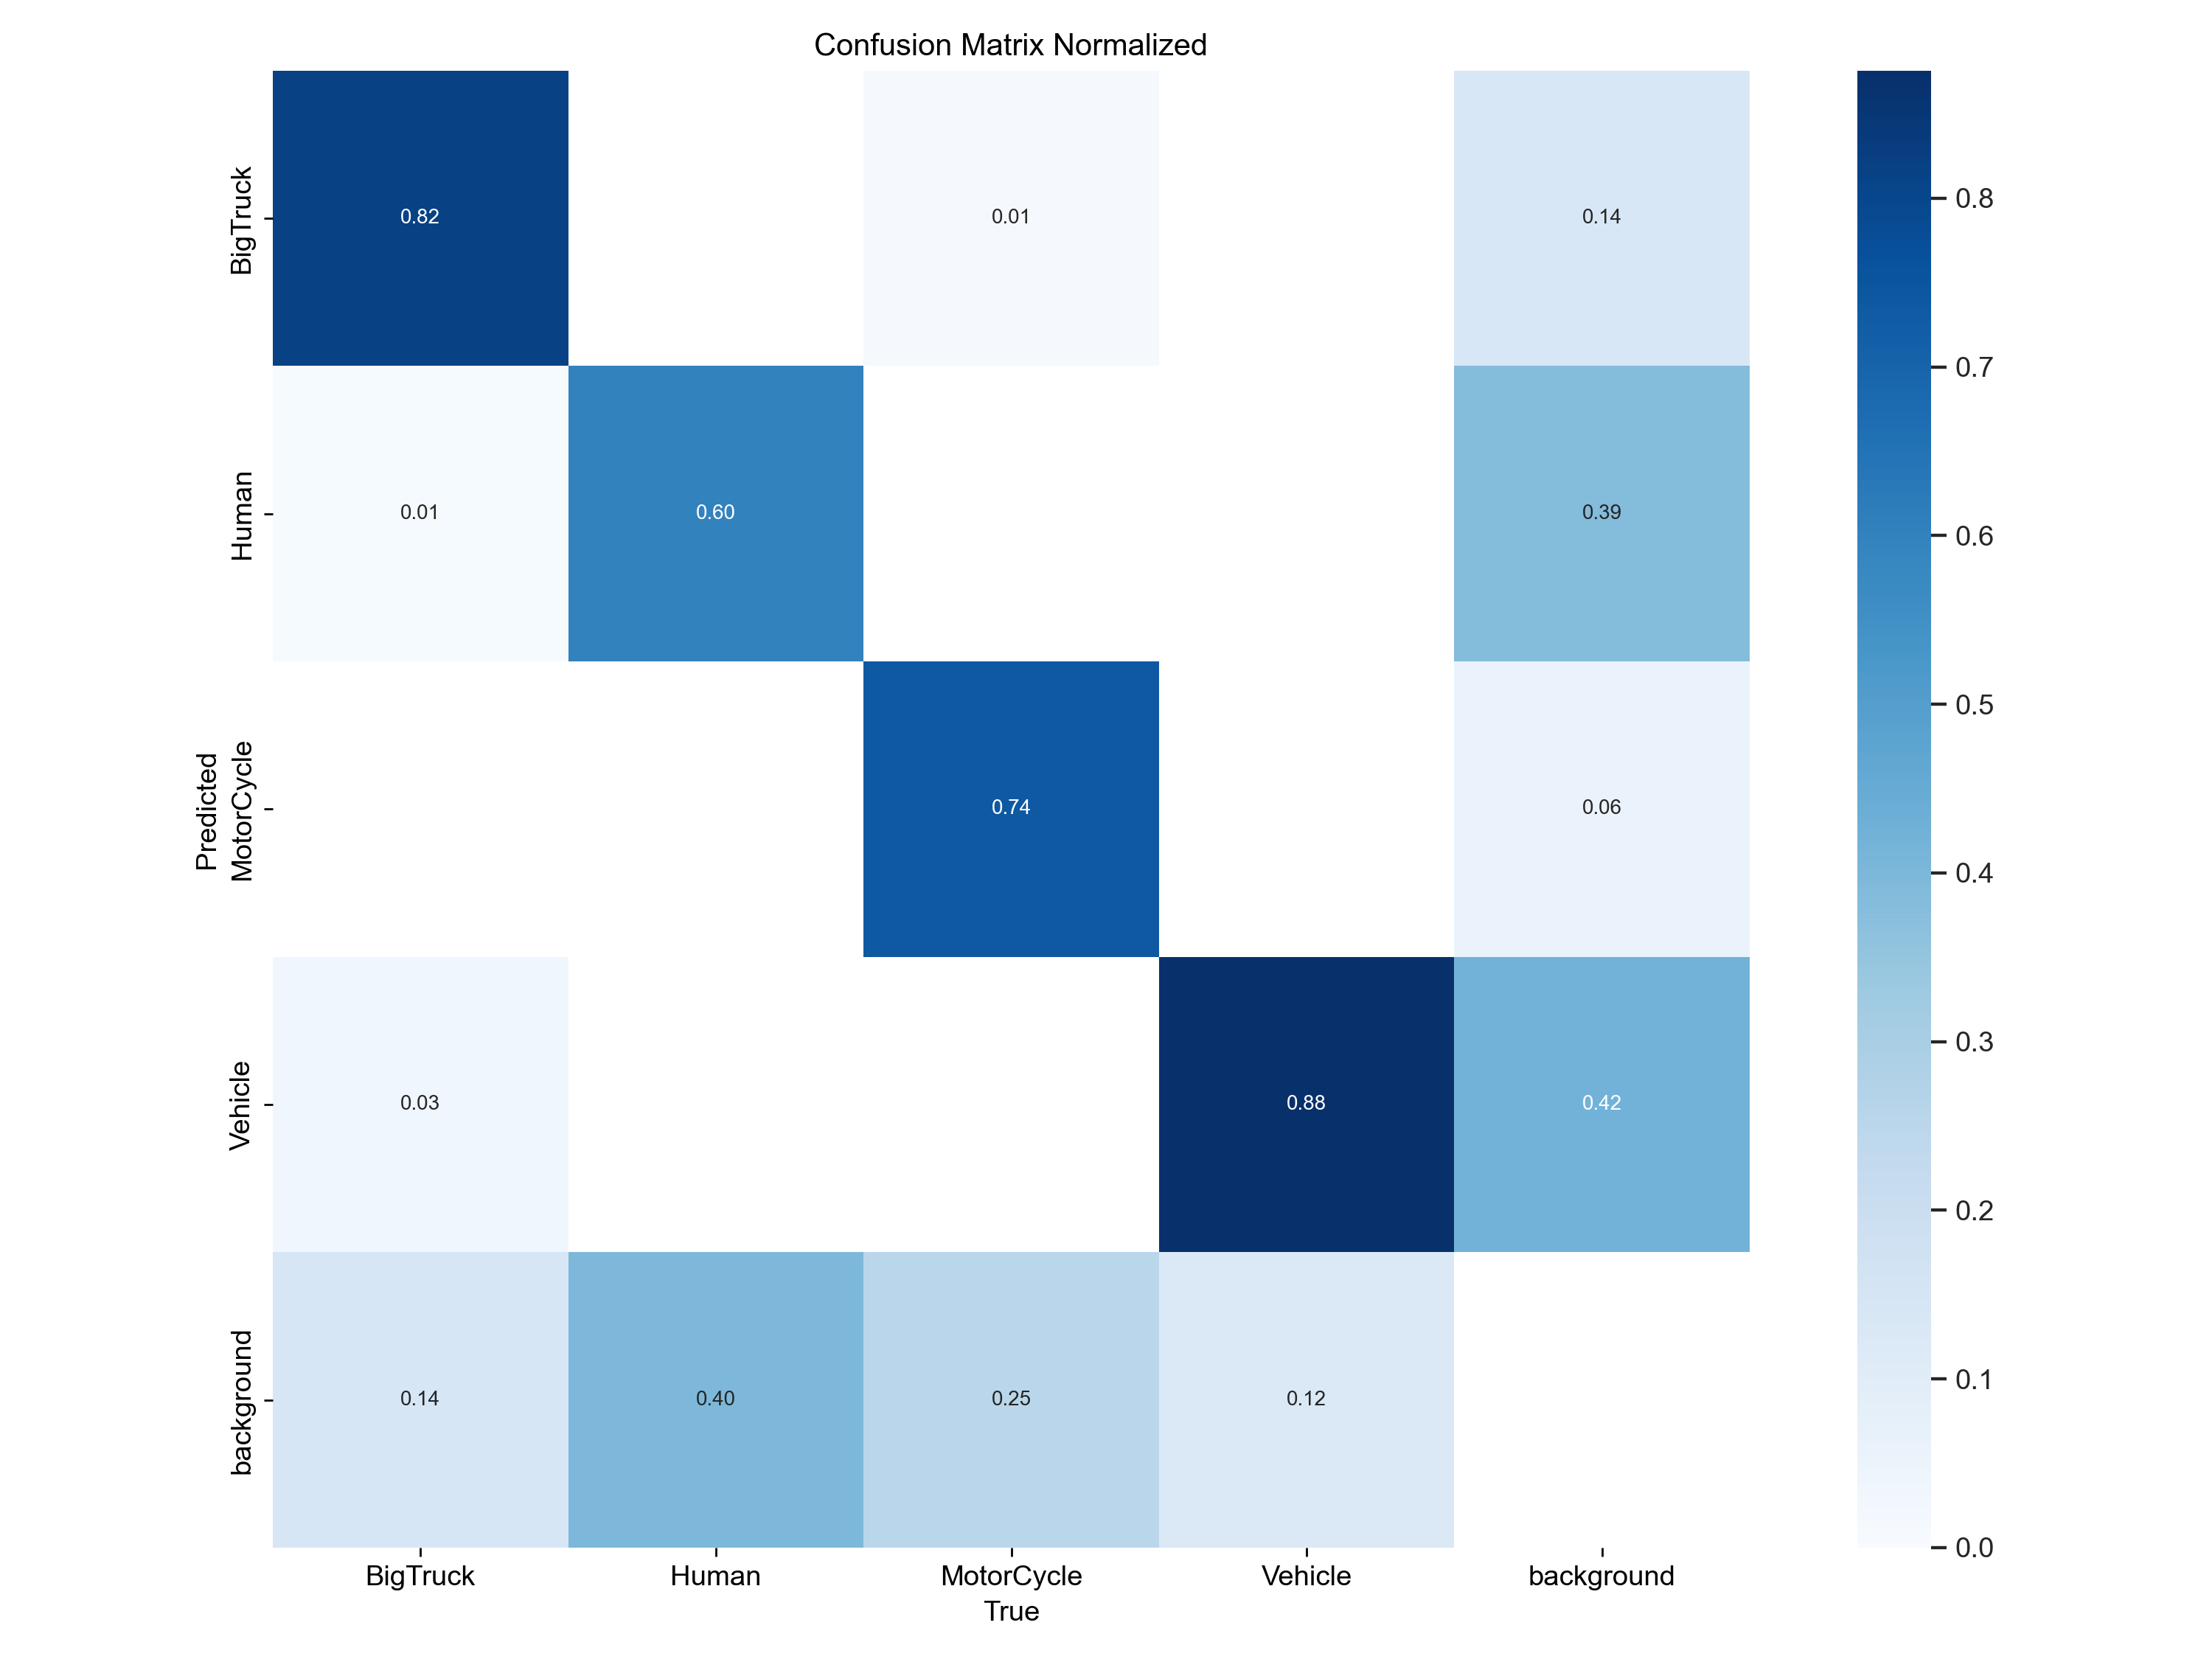 Confusion Matrix Normalized
BigTruck
0.82
0.01
0.14
Human
0.01
0.60
0.39
Predicted
MotorCycle
0.74
0.06
Vehicle
0.03
0.88
0.42
background
0.14
0.40
0.25
0.12
BigTruck
Human
MotorCycle
Vehicle
background
True
0.8
0.7
0.6
0.5
0.4
0.3
0.2
0.1
0.0